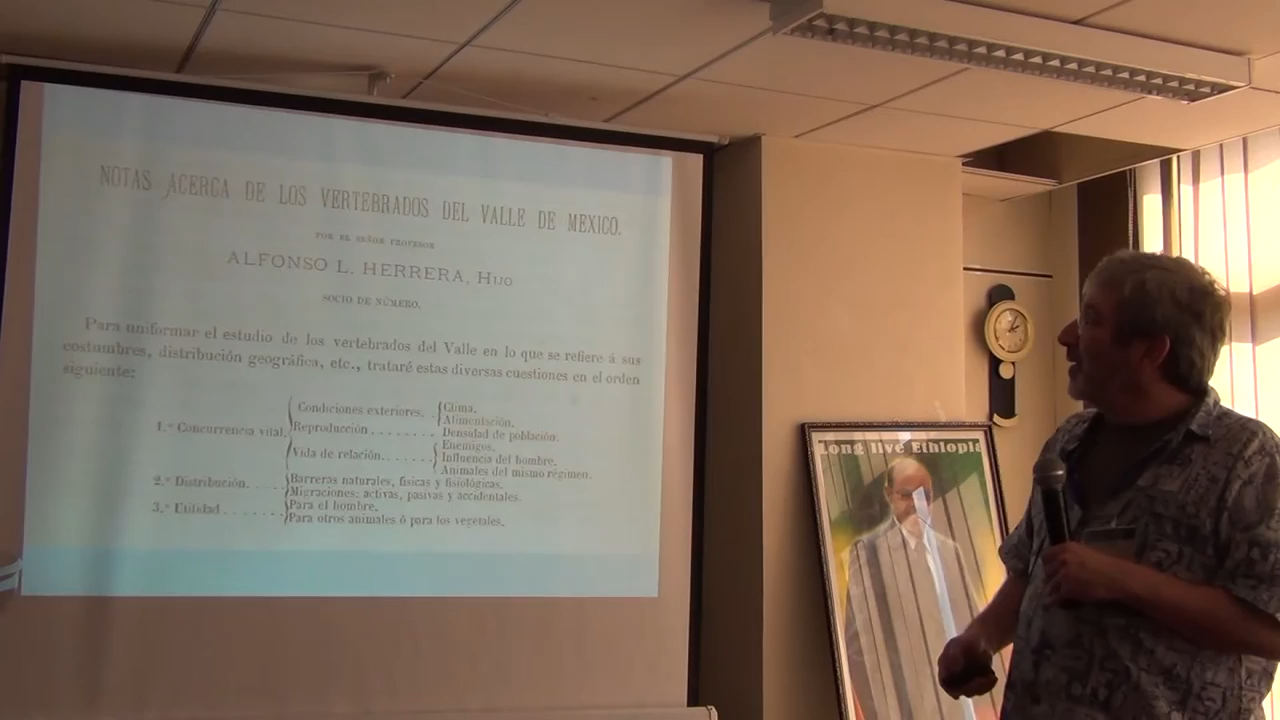 NOTAS ACERCA DE LOS VERTEBRADOS DEL VALLE DE MEXICO.
POR EL SEÑOR PROFESOR
ALFONSO L. HERRERA, HIJO
SOCIO DE NÚMERO.
Para uniformar el estudio de los vertebrados del Valle en lo que se refiere á sus
costumbres, distribución geográfica, etc., trataré estas diversas cuestiones en el orden
siguiente:
1.º Concurrencia vital.
Condiciones exteriores. .
Clima.
Alimentación.
Reproducción . . . . . . . .
Densidad de población.
Vida de relación. . . . . . .
Enemigos.
Influencia del hombre.
Animales del mismo régimen.
2.º Distribución. . . . .
Barreras naturales, físicas y fisiológicas.
Migraciones: activas, pasivas y accidentales.
3.º Utilidad . . . . . . .
Para el hombre.
Para otros animales ó para los vegetales.
Long live Ethiopia